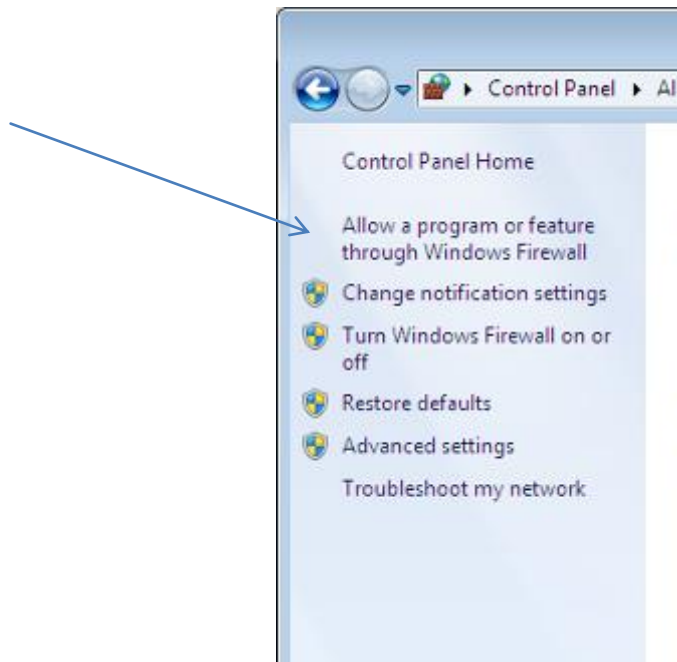 Control Panel Al
Control Panel Home
Allow a program or feature
through Windows Firewall
Change notification settings
Turn Windows Firewall on or
off
Restore defaults
Advanced settings
Troubleshoot my network